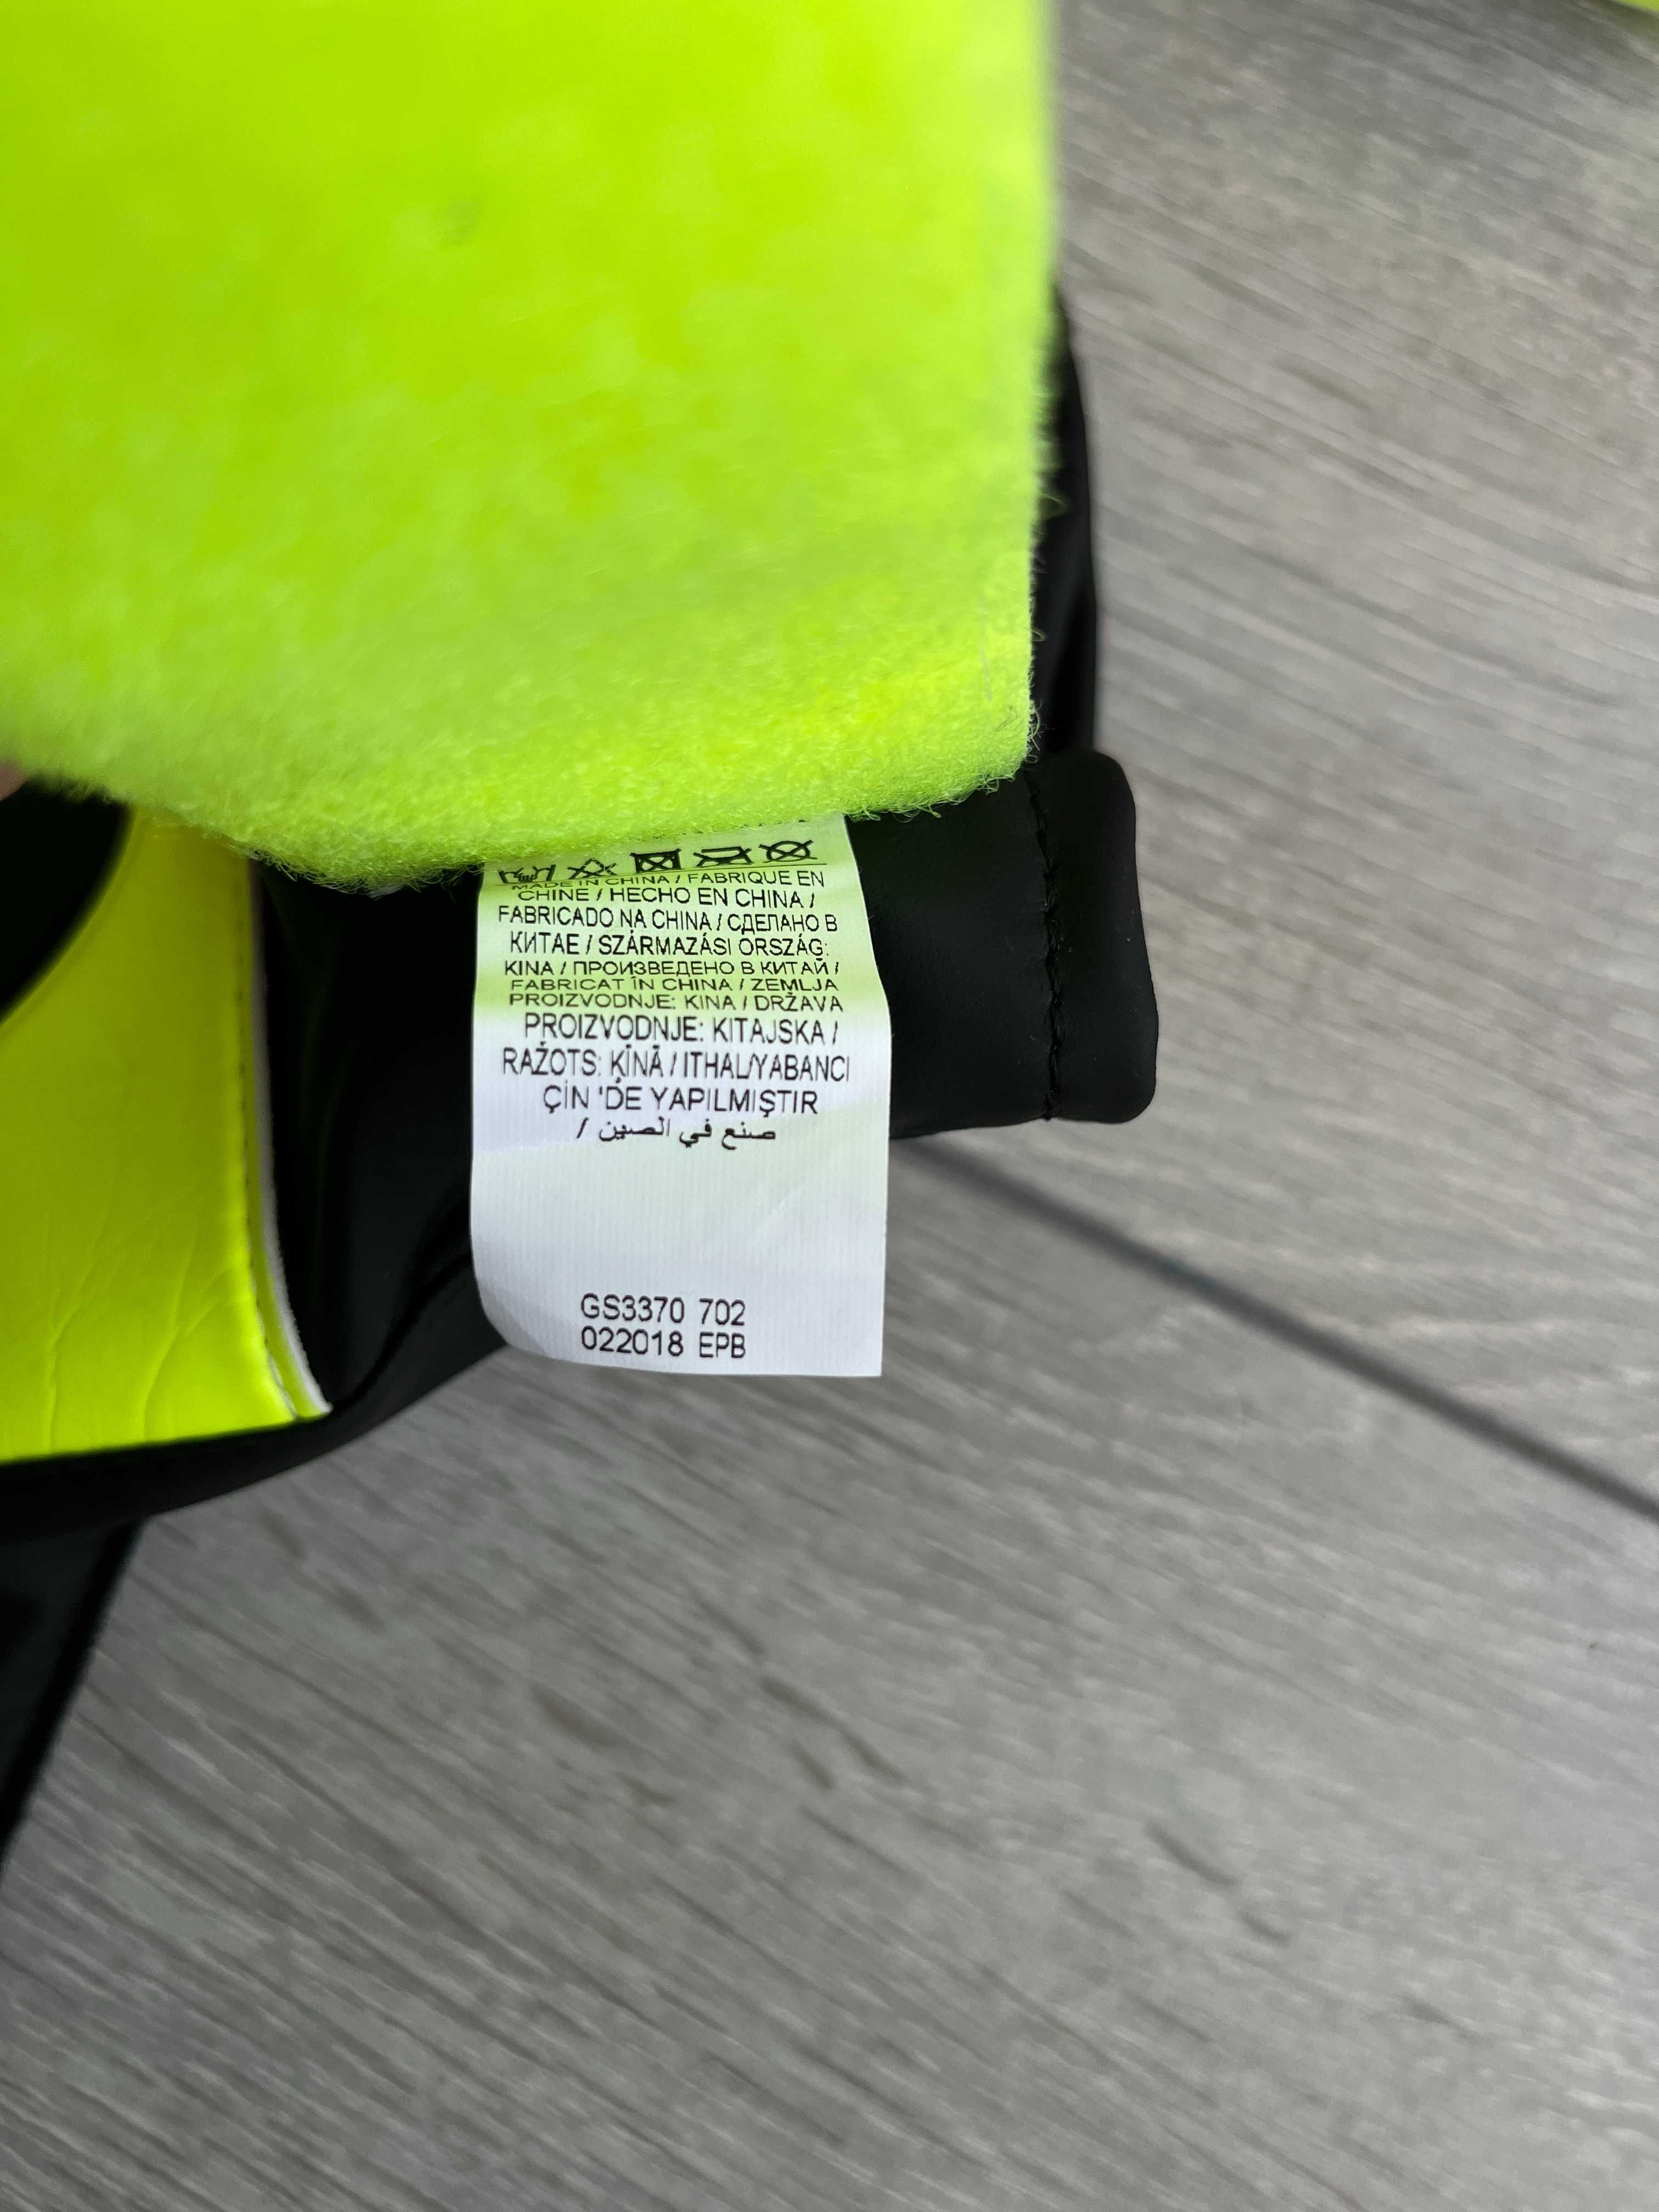 MADE IN CHINA / FABRIQUE EN
CHINE / HECHO EN CHINA /
FABRICADO NA CHINA / СДЕЛАНО В
КИТАЕ / SZÁRMAZÁSI ORSZÁG:
KINA / ПРОИЗВЕДЕНО В КИТАЙ /
FABRICAT ÎN CHINA / ZEMLJA
PROIZVODNJE: KINA / DRŽAVA
PROIZVODNJE: KITAJSKA /
RAŽOTS: ĶĪNĀ / ITHAL/YABANCI
ÇİN 'DE YAPILMIŞTIR
صنع في الصين /
GS3370 702
022018 EPB